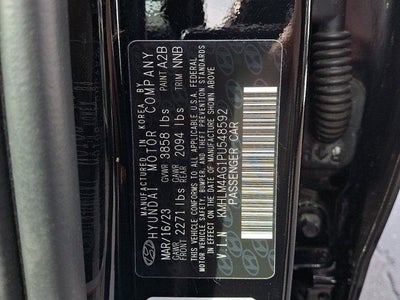 MANUFACTURED IN KOREA BY
HYUNDAI MOTOR COMPANY
MAR/16/23 GVWR 3858 lbs PAINT A2B
GAWR FRONT 2271 lbs GAWR REAR 2094 lbs TRIM NNB
THIS VEHICLE CONFORMS TO ALL APPLICABLE U.S.A. FEDERAL
MOTOR VEHICLE SAFETY, BUMPER, AND THEFT PREVENTION STANDARDS
IN EFFECT ON THE DATE OF MANUFACTURE SHOWN ABOVE.
V I N KMHLM4AG1PU548592
PASSENGER CAR